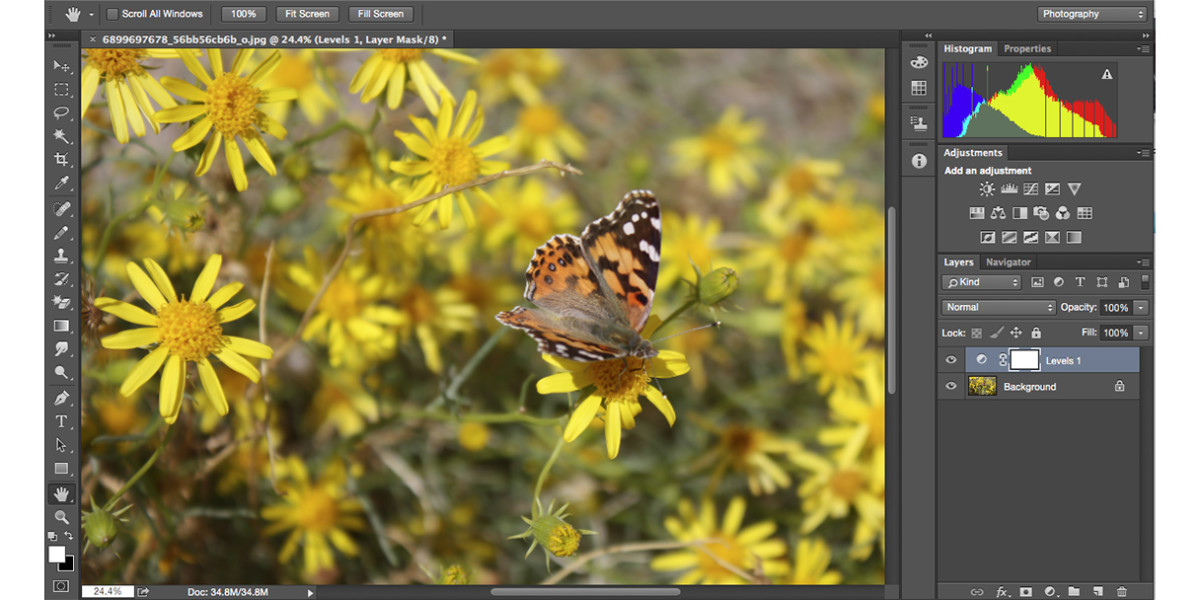 Scroll All Windows 100% Fit Screen Fill Screen Photography
× 6899697678_56bb56cb6b_o.jpg @ 24.4% (Levels 1, Layer Mask/8) *
Histogram Properties
Adjustments
Add an adjustment
Layers Navigator
Kind
Normal Opacity: 100%
Lock: Fill: 100%
Levels 1
Background
24.4% Doc: 34.8M/34.8M